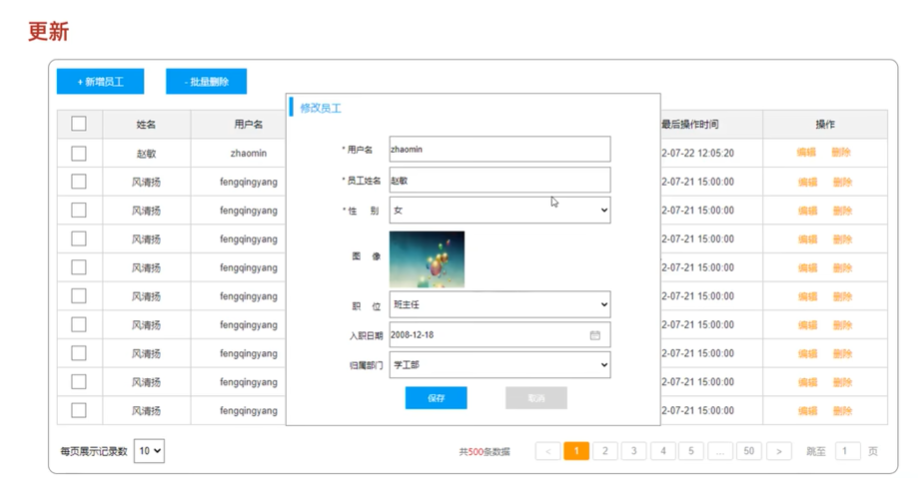 更新
+ 新增员工 - 批量删除
修改员工
姓名 用户名 最后操作时间 操作
* 用户名 zhaomin
* 员工姓名 赵敏
* 性 别 女
图 像
职 位 班主任
入职日期 2008-12-18
归属部门 学工部
保存 取消
赵敏 zhaomin 2-07-22 12:05:20 编辑 删除
风清扬 fengqingyang 2-07-21 15:00:00 编辑 删除
风清扬 fengqingyang 2-07-21 15:00:00 编辑 删除
风清扬 fengqingyang 2-07-21 15:00:00 编辑 删除
风清扬 fengqingyang 2-07-21 15:00:00 编辑 删除
风清扬 fengqingyang 2-07-21 15:00:00 编辑 删除
风清扬 fengqingyang 2-07-21 15:00:00 编辑 删除
风清扬 fengqingyang 2-07-21 15:00:00 编辑 删除
风清扬 fengqingyang 2-07-21 15:00:00 编辑 删除
风清扬 fengqingyang 2-07-21 15:00:00 编辑 删除
每页展示记录数 10 共500条数据 < 1 2 3 4 5 ... 50 > 跳至 1 页